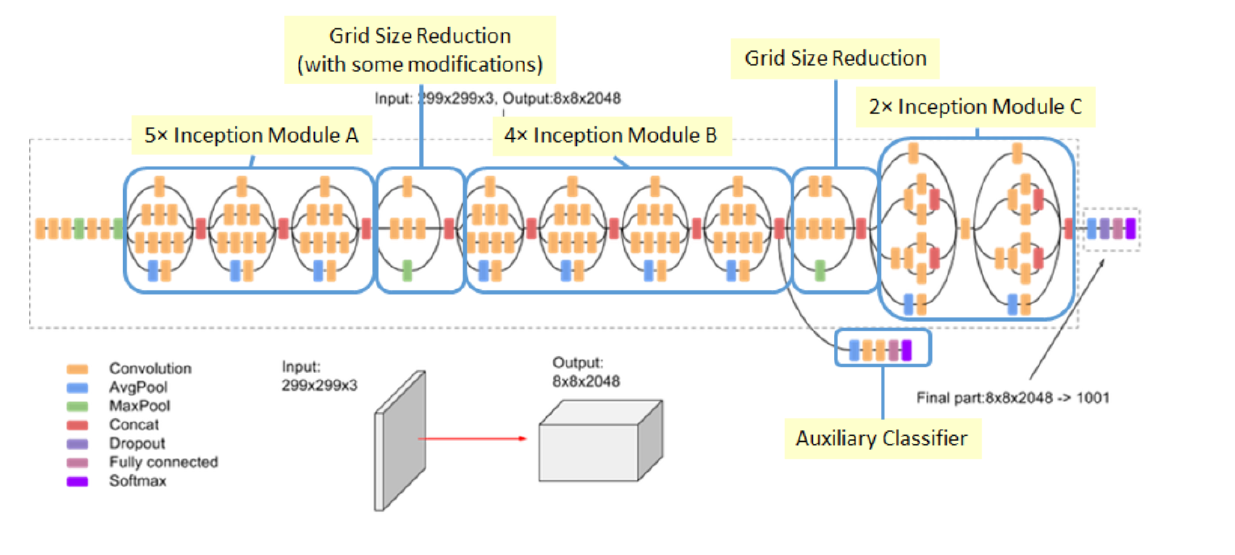 Grid Size Reduction
(with some modifications)
Grid Size Reduction
Input: 299x299x3, Output:8x8x2048
2× Inception Module C
5× Inception Module A
4× Inception Module B
Convolution
AvgPool
MaxPool
Concat
Dropout
Fully connected
Softmax
Input:
299x299x3
Output:
8x8x2048
Final part:8x8x2048 -> 1001
Auxiliary Classifier